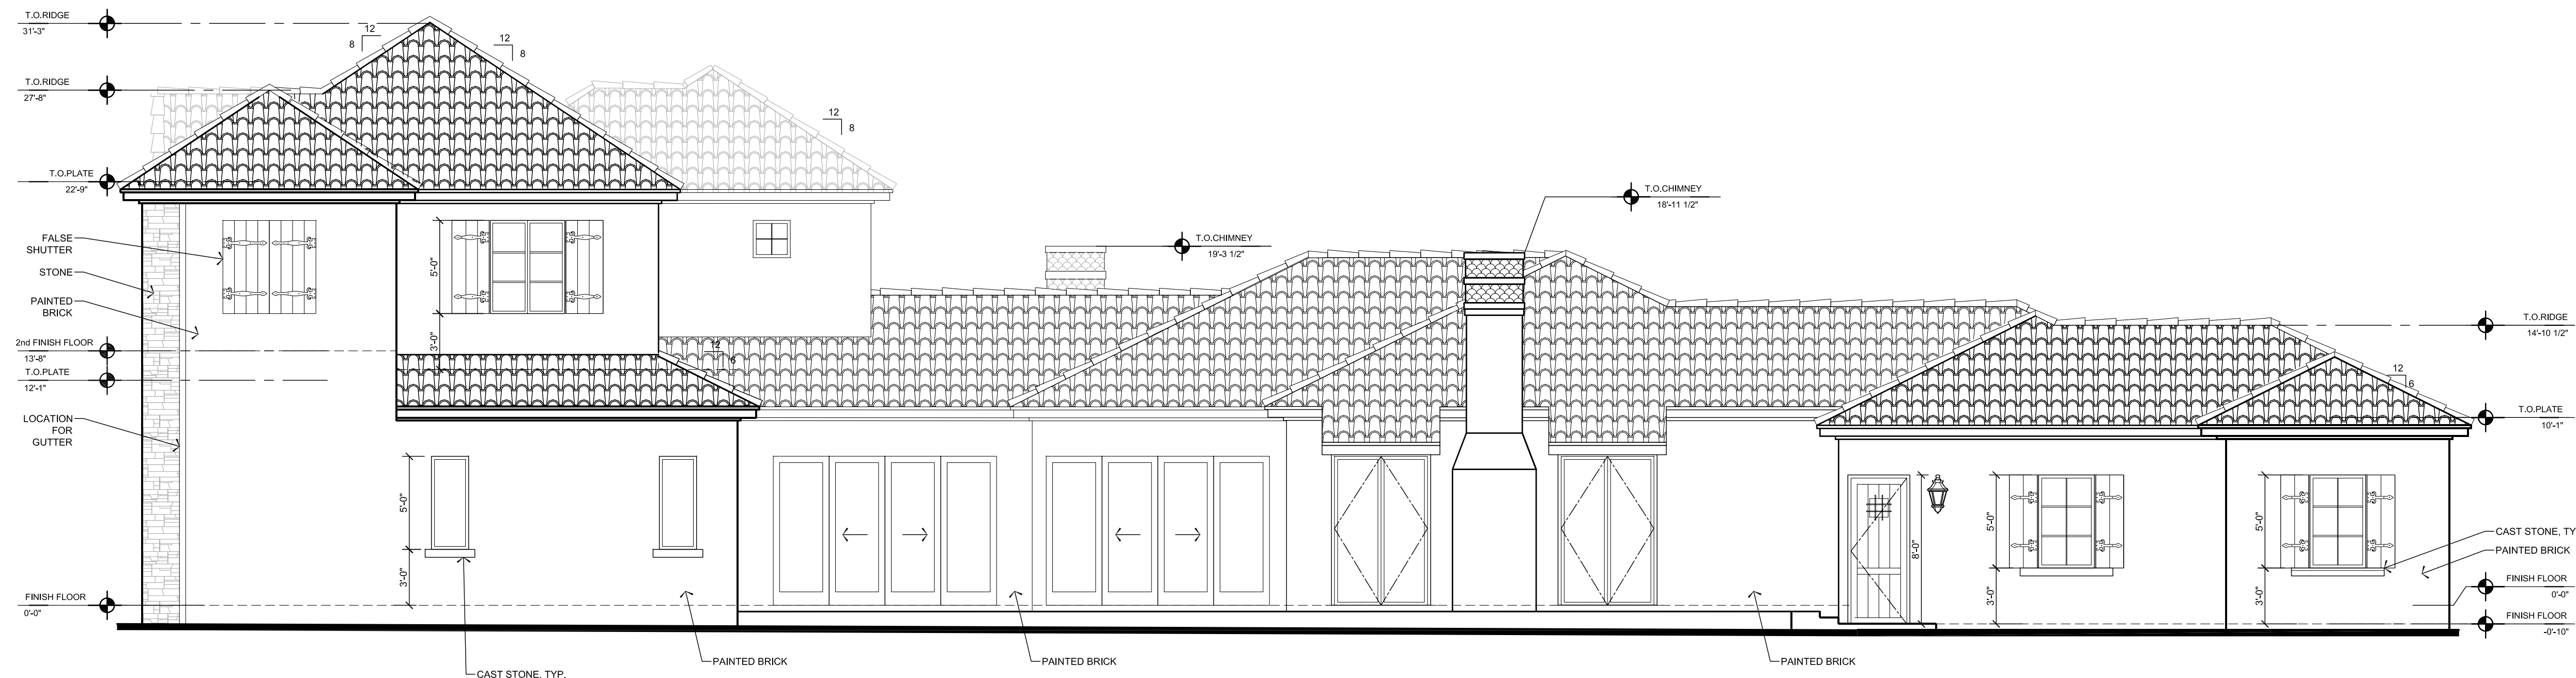 T.O.RIDGE
31'-3"
T.O.RIDGE
27'-8"
T.O.PLATE
22'-9"
FALSE
SHUTTER
STONE
PAINTED
BRICK
2nd FINISH FLOOR
13'-8"
T.O.PLATE
12'-1"
LOCATION
FOR
GUTTER
FINISH FLOOR
0'-0"
12
8
12
8
12
8
5'-0"
3'-0"
12
6
5'-0"
3'-0"
CAST STONE, TYP.
PAINTED BRICK
T.O.CHIMNEY
19'-3 1/2"
T.O.CHIMNEY
18'-11 1/2"
PAINTED BRICK
PAINTED BRICK
8'-0"
5'-0"
3'-0"
5'-0"
3'-0"
12
6
T.O.RIDGE
14'-10 1/2"
T.O.PLATE
10'-1"
CAST STONE, TY
PAINTED BRICK
FINISH FLOOR
0'-0"
FINISH FLOOR
-0'-10"